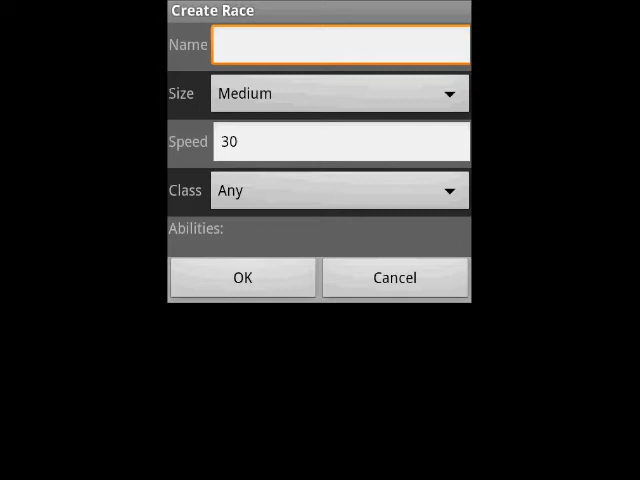 Create Race
Name
Size Medium
Speed 30
Class Any
Abilities:
OK Cancel